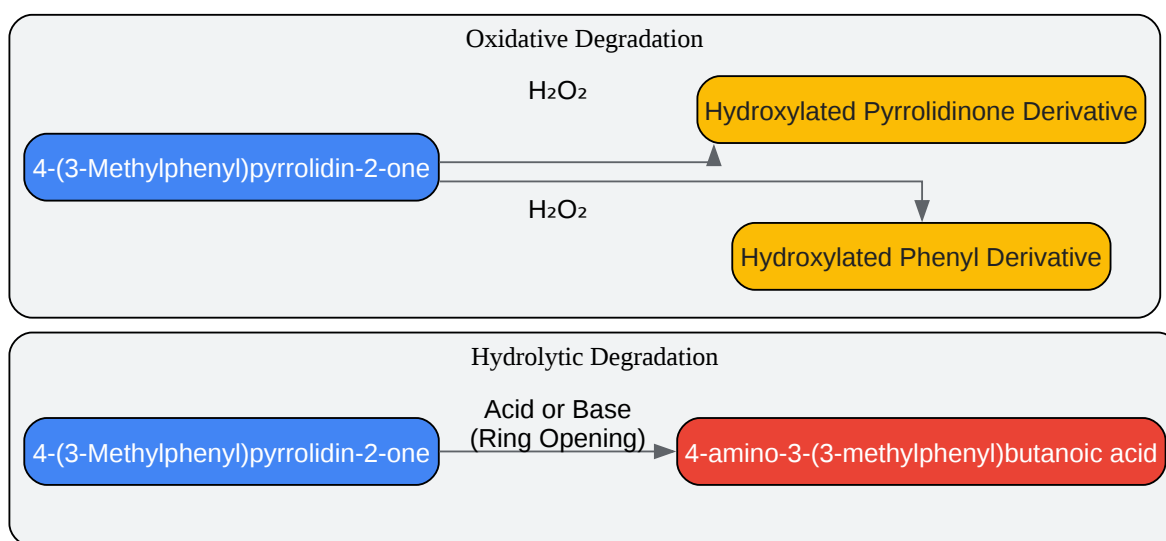 Oxidative Degradation
H₂O₂
Hydroxylated Pyrrolidinone Derivative
4-(3-Methylphenyl)pyrrolidin-2-one
H₂O₂
Hydroxylated Phenyl Derivative
Hydrolytic Degradation
Acid or Base
(Ring Opening)
4-(3-Methylphenyl)pyrrolidin-2-one
4-amino-3-(3-methylphenyl)butanoic acid